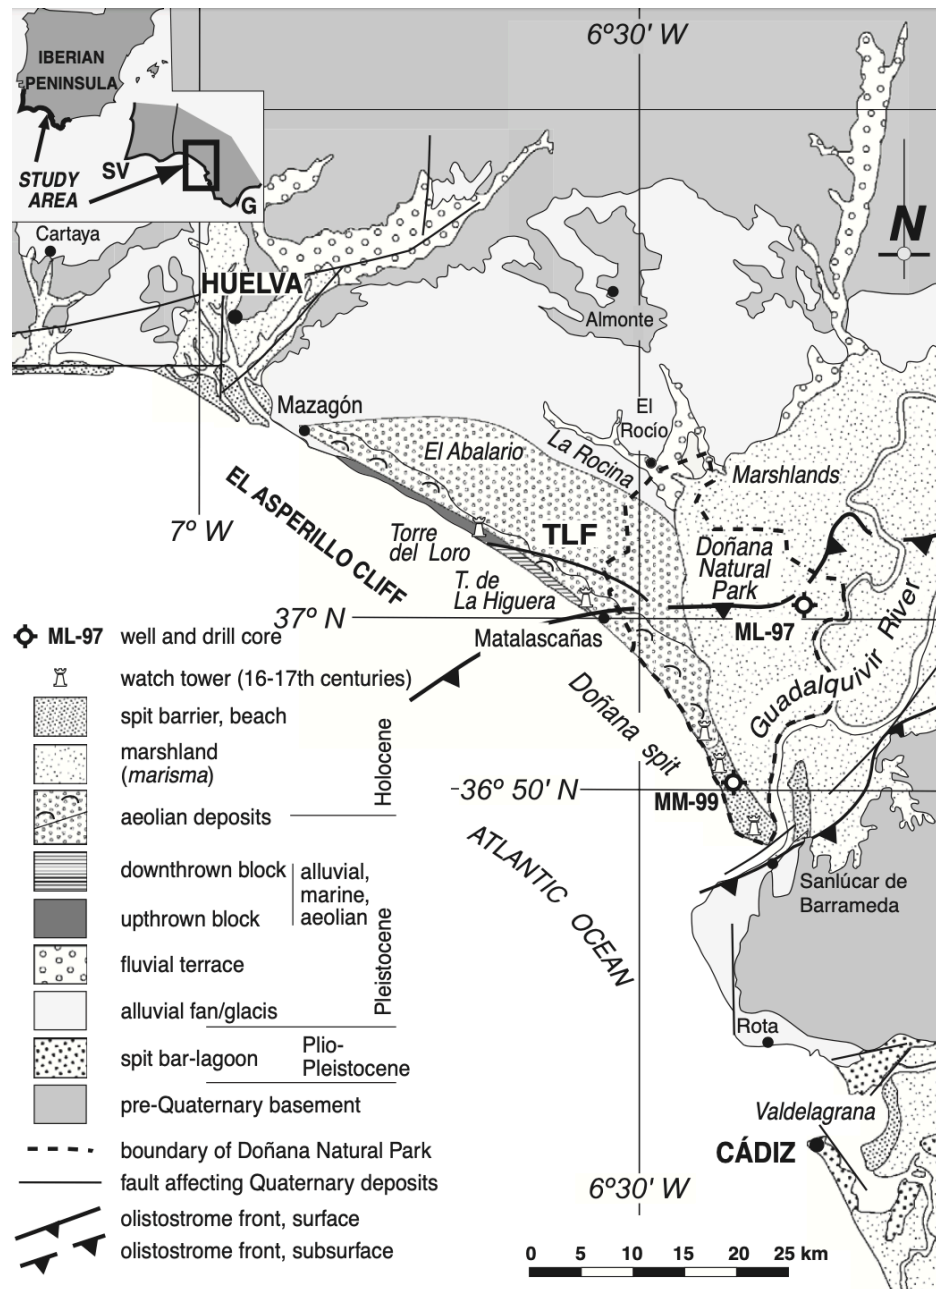 6º30' W
IBERIAN
PENINSULA
STUDY
AREA
SV
G
Cartaya
N
HUELVA
Almonte
Mazagón
El
Rocío
El Abalario
La Rocina
Marshlands
EL ASPERILLO CLIFF
7º W
Torre
del Loro
TLF
Doñana
Natural
Park
T. de
La Higuera
37º N
ML-97
Matalascañas
Guadalquivir River
Doñana spit
36º 50' N
MM-99
ATLANTIC OCEAN
Sanlúcar de
Barrameda
Rota
Valdelagrana
CÁDIZ
6º30' W
0 5 10 15 20 25 km
ML-97 well and drill core
watch tower (16-17th centuries)
spit barrier, beach
marshland
(marisma)
aeolian deposits
Holocene
downthrown block
upthrown block
alluvial,
marine,
aeolian
fluvial terrace
alluvial fan/glacis
Pleistocene
spit bar-lagoon
Plio-
Pleistocene
pre-Quaternary basement
boundary of Doñana Natural Park
fault affecting Quaternary deposits
olistostrome front, surface
olistostrome front, subsurface